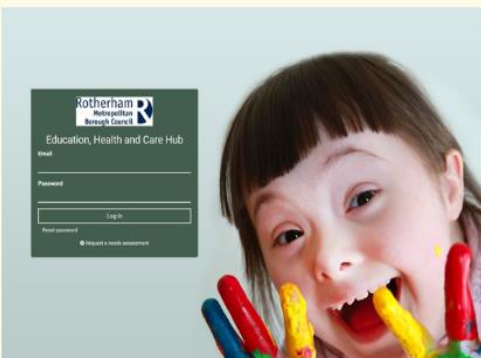 Rotherham
Metropolitan
Borough Council
Education, Health and Care Hub
Email
Password
Log in
Reset password
Request a needs assessment